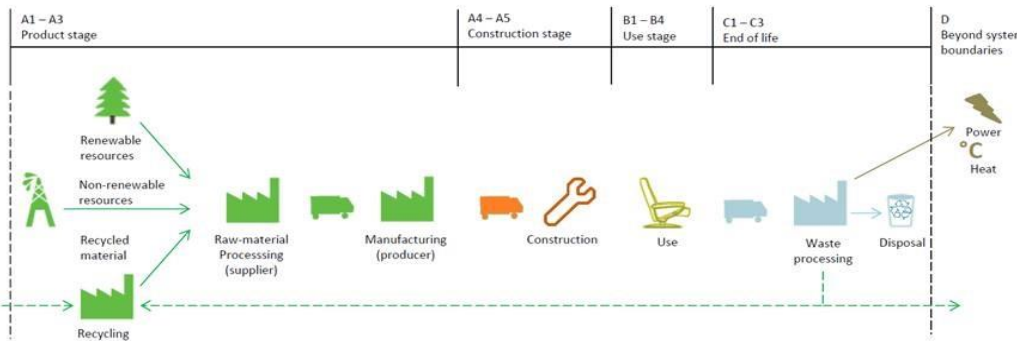 A1 – A3
Product stage
A4 – A5
Construction stage
B1 – B4
Use stage
C1 – C3
End of life
D
Beyond system
boundaries
Renewable
resources
Non-renewable
resources
Recycled
material
Recycling
Raw-material
Processsing
(supplier)
Manufacturing
(producer)
Construction
Use
Waste
processing
Disposal
Power
°C
Heat